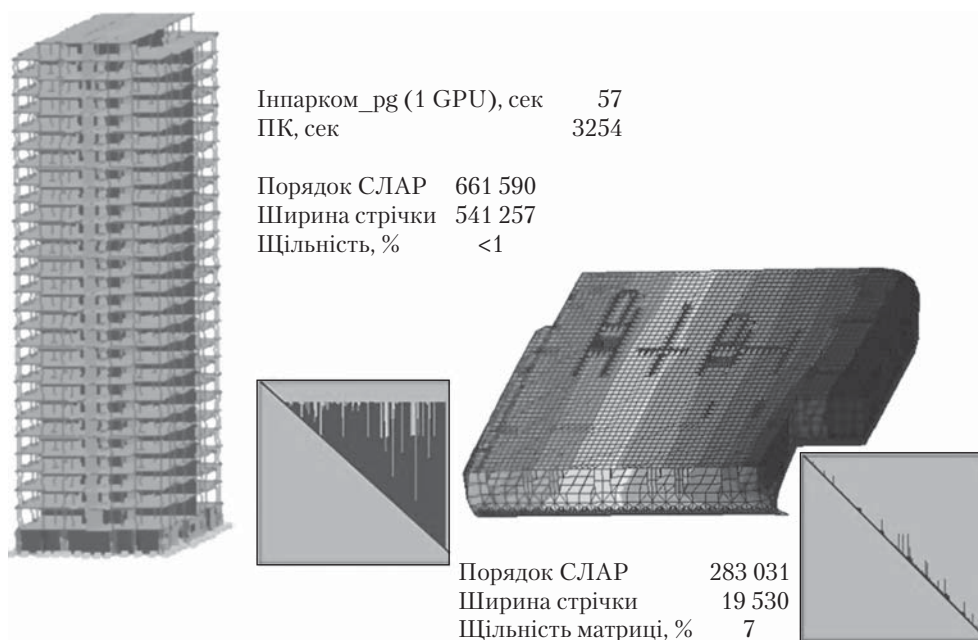 Інпарком_pg (1 GPU), сек 57
ПК, сек 3254
Порядок СЛАР 661 590
Ширина стрічки 541 257
Щільність, % <1
Порядок СЛАР 283 031
Ширина стрічки 19 530
Щільність матриці, % 7